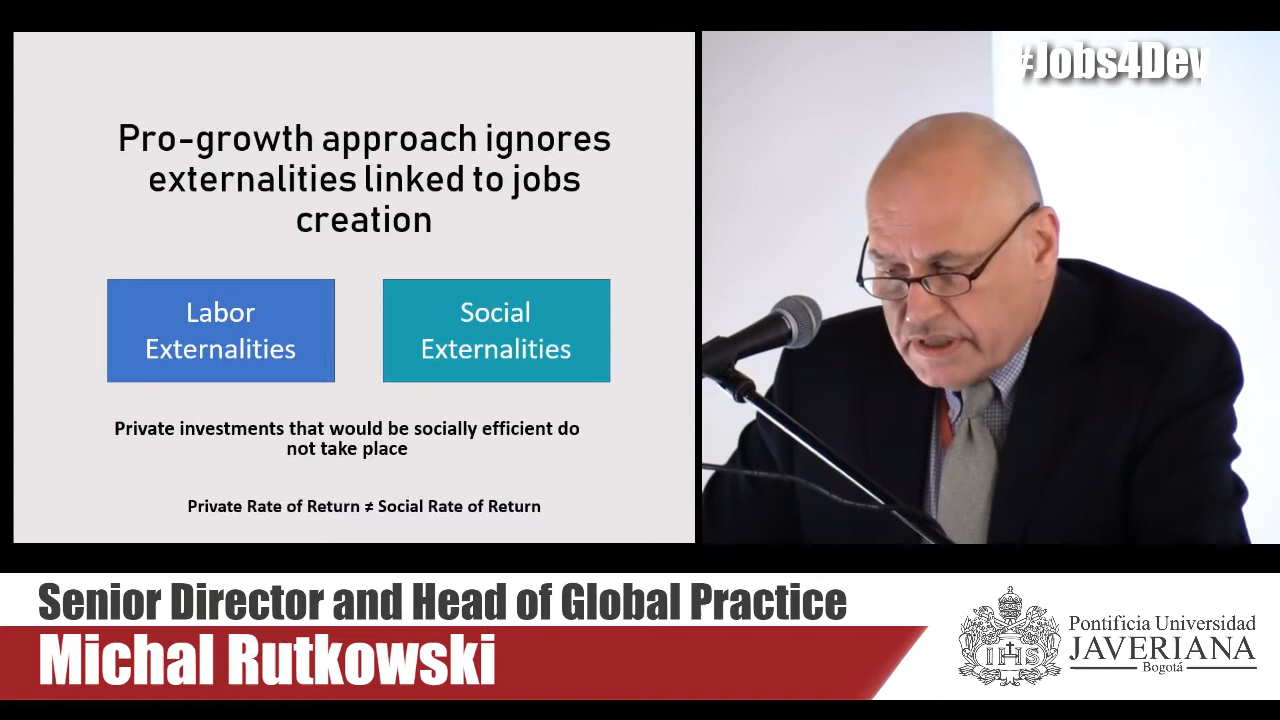 #Jobs4Dev
Pro-growth approach ignores
externalities linked to jobs
creation
Labor
Externalities
Social
Externalities
Private investments that would be socially efficient do
not take place
Private Rate of Return ≠ Social Rate of Return
Senior Director and Head of Global Practice
Michal Rutkowski
IHS
Pontificia Universidad
JAVERIANA
Bogotá